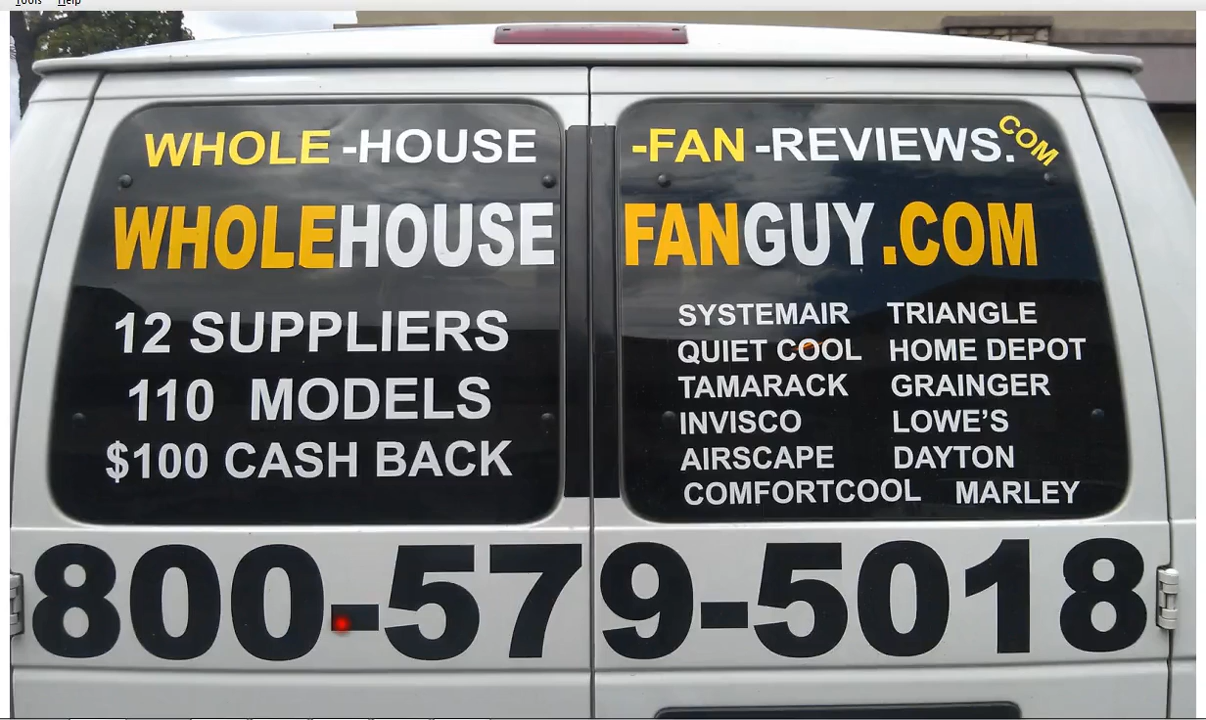 Tools Help
WHOLE-HOUSE -FAN-REVIEWS.COM
WHOLEHOUSE FANGUY.COM
12 SUPPLIERS
110 MODELS
$100 CASH BACK
SYSTEMAIR TRIANGLE
QUIET COOL HOME DEPOT
TAMARACK GRAINGER
INVISCO LOWE'S
AIRSCAPE DAYTON
COMFORTCOOL MARLEY
800-579-5018